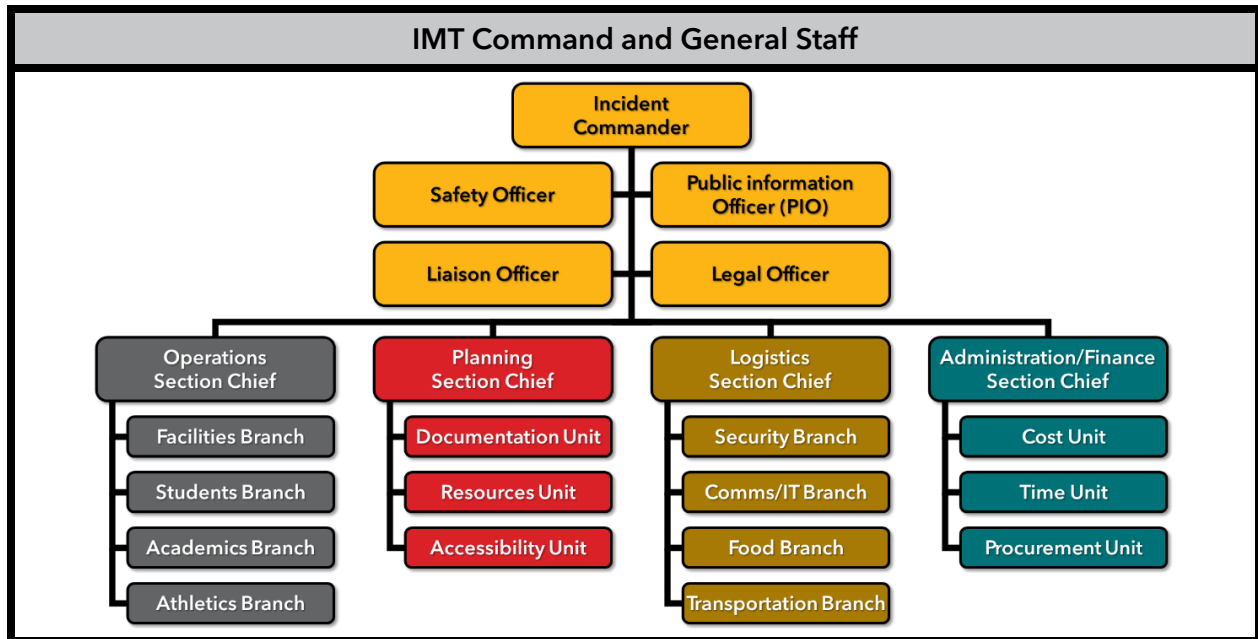 IMT Command and General Staff
Incident
Commander
Safety Officer
Public information
Officer (PIO)
Liaison Officer
Legal Officer
Operations
Section Chief
Facilities Branch
Students Branch
Academics Branch
Athletics Branch
Planning
Section Chief
Documentation Unit
Resources Unit
Accessibility Unit
Logistics
Section Chief
Security Branch
Comms/IT Branch
Food Branch
Transportation Branch
Administration/Finance
Section Chief
Cost Unit
Time Unit
Procurement Unit